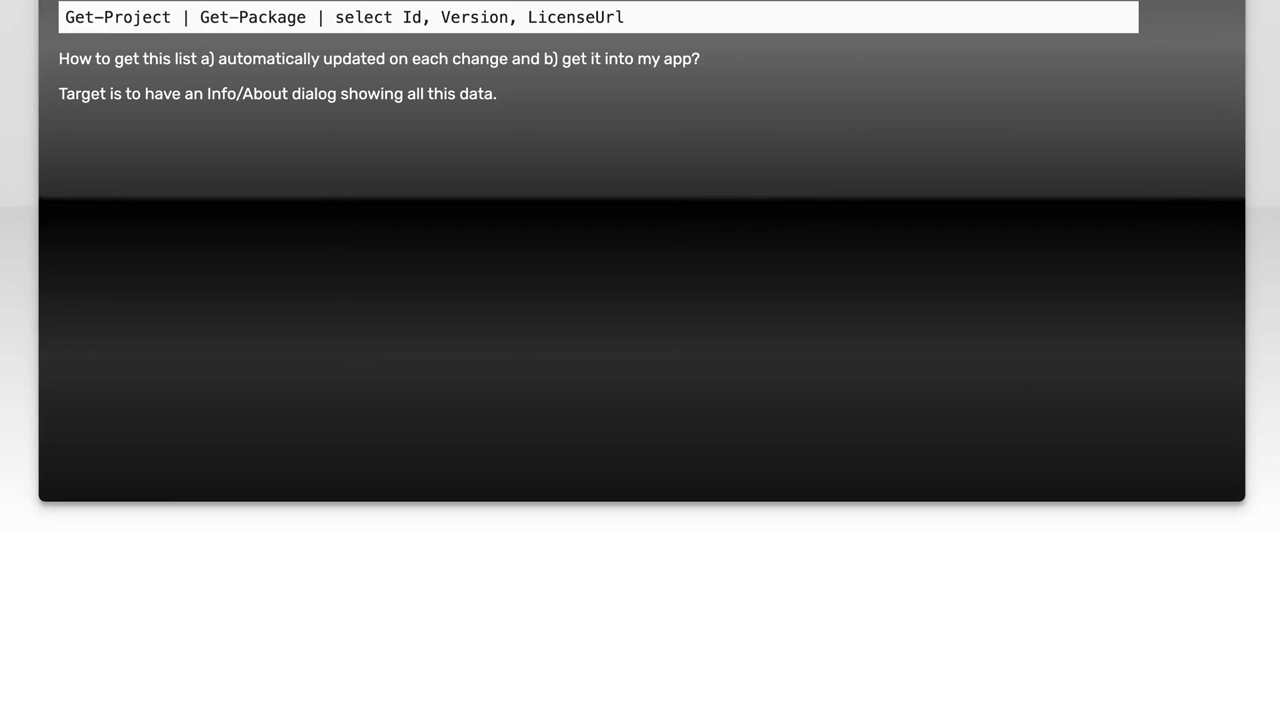 Get-Project | Get-Package | select Id, Version, LicenseUrl
How to get this list a) automatically updated on each change and b) get it into my app?
Target is to have an Info/About dialog showing all this data.